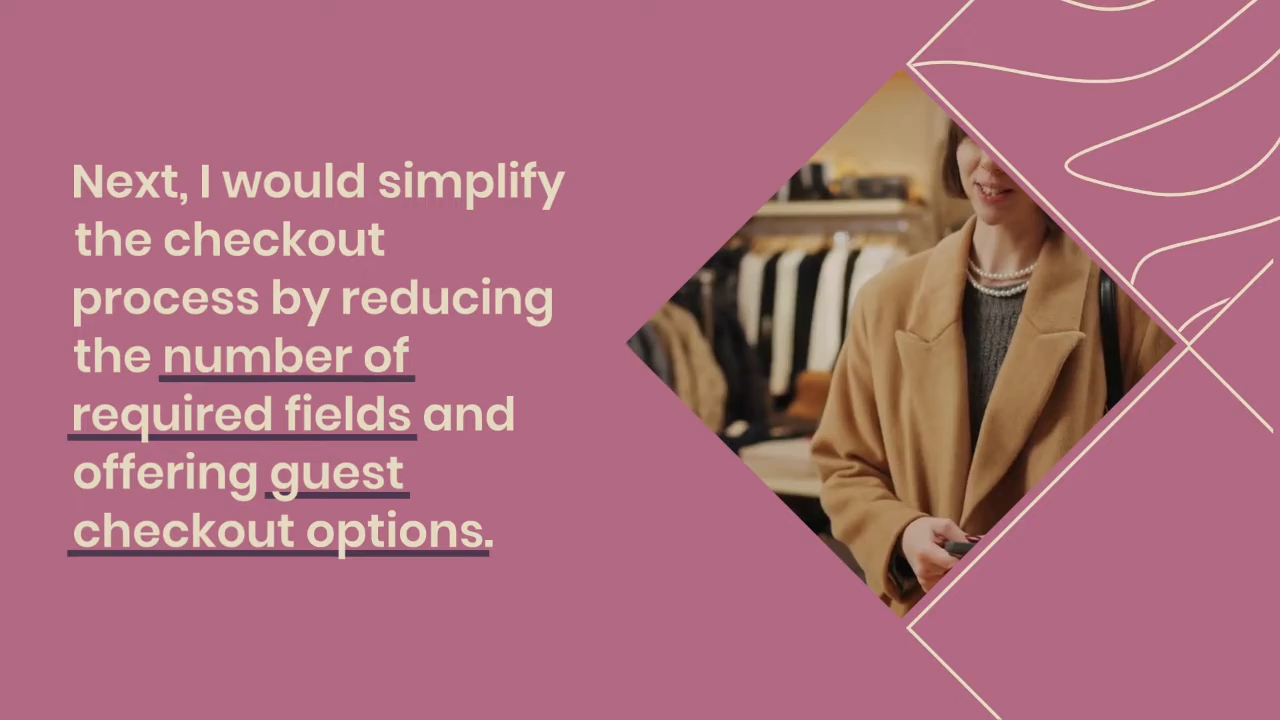 Next, I would simplify
the checkout
process by reducing
the number of
required fields and
offering guest
checkout options.